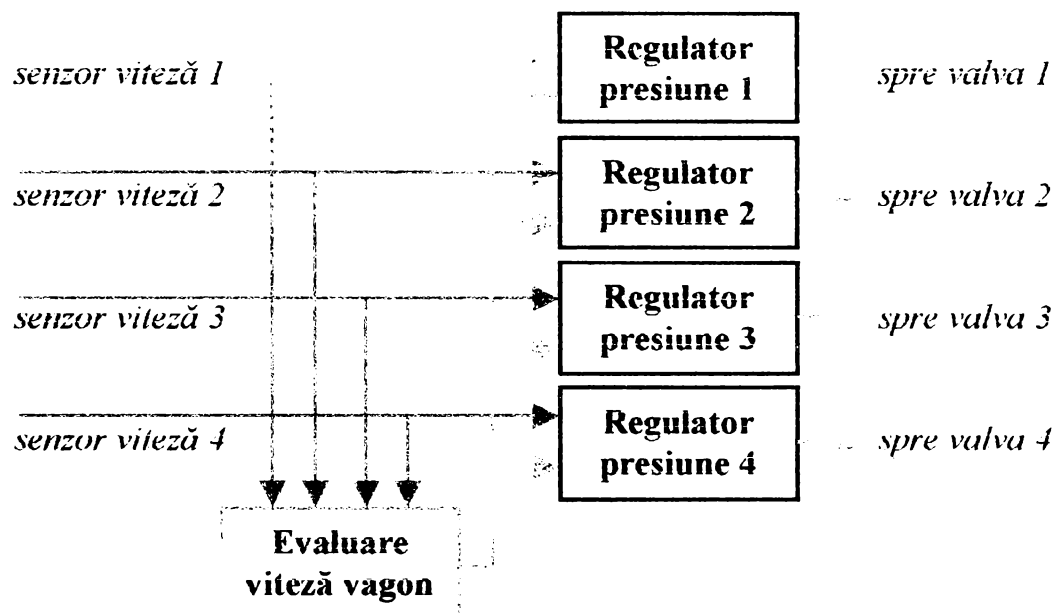 senzor viteză 1
Regulator
presiune 1
spre valva 1
senzor viteză 2
Regulator
presiune 2
spre valva 2
senzor viteză 3
Regulator
presiune 3
spre valva 3
senzor viteză 4
Regulator
presiune 4
spre valva 4
Evaluare
viteză vagon